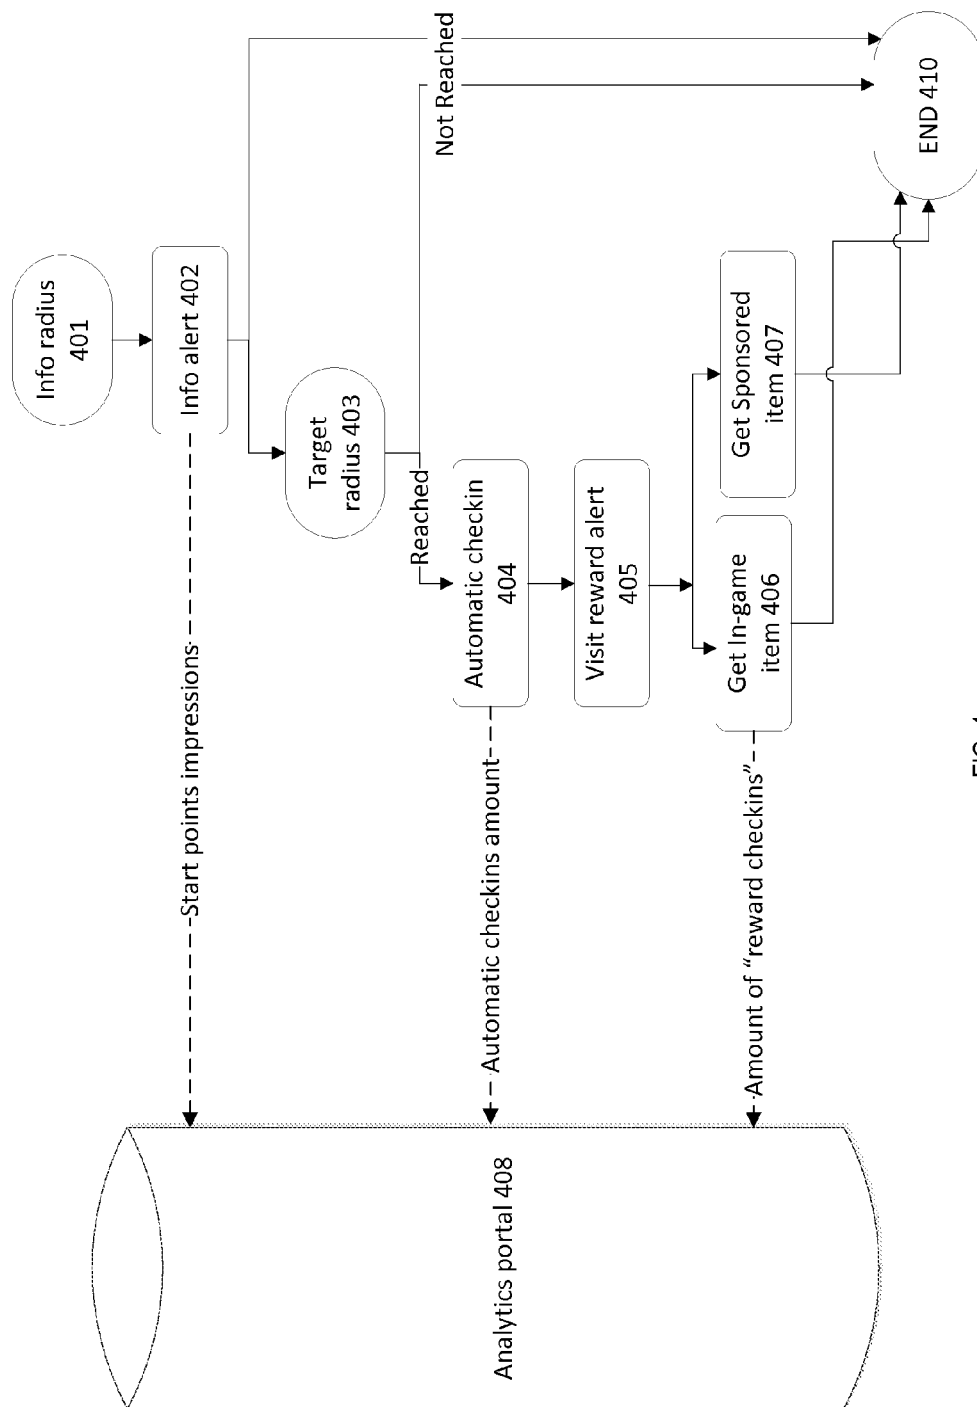 Info radius
401
Info alert 402
Start points impressions
Target
radius 403
Reached
Not Reached
Automatic checkin
404
Automatic checkins amount
Visit reward alert
405
Get In-game
item 406
Get Sponsored
item 407
Amount of “reward checkins”
Analytics portal 408
END 410